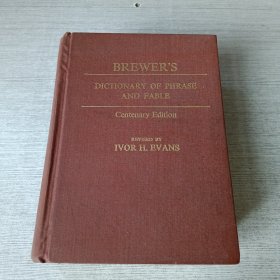 BREWER'S
DICTIONARY OF PHRASE
AND FABLE
Centenary Edition
REVISED BY
IVOR H. EVANS